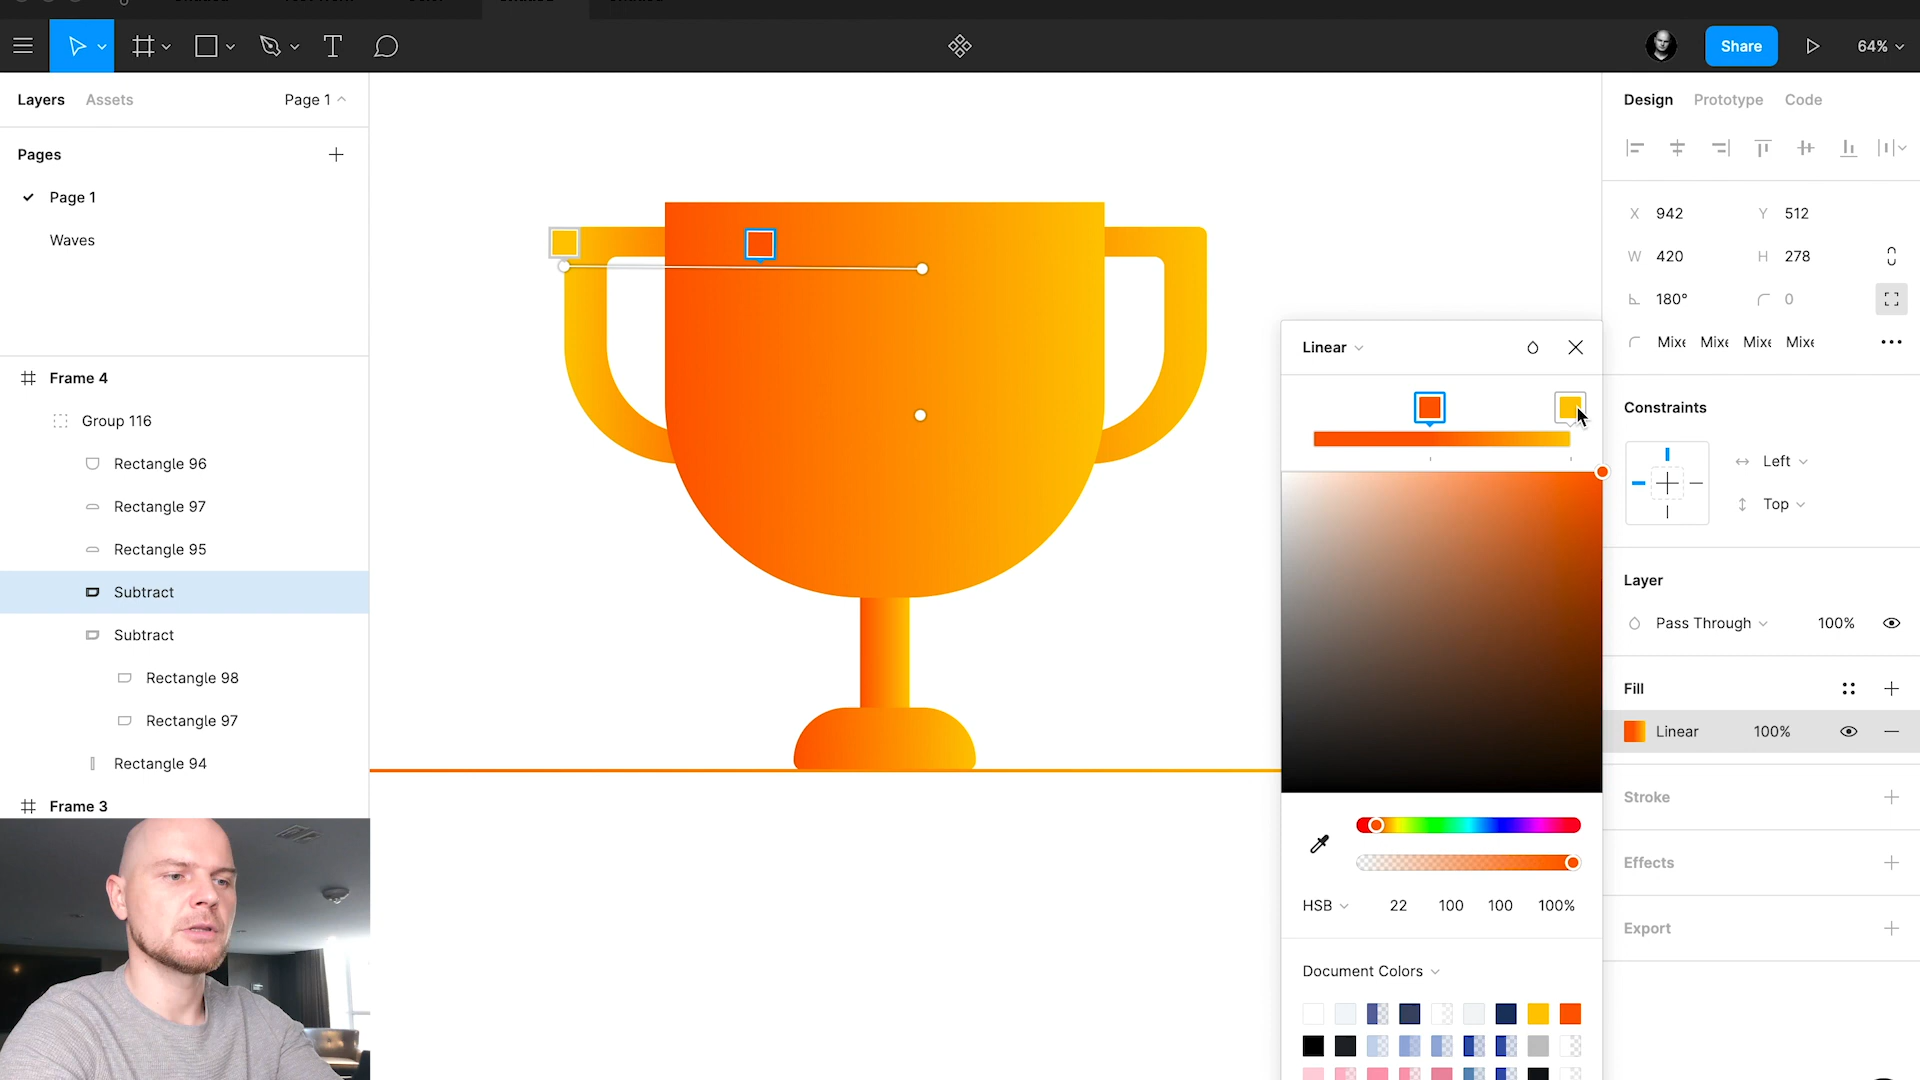 Share
64%
Layers
Assets
Page 1
Design
Prototype
Code
Pages
Page 1
Waves
X 942
Y 512
W 420
H 278
180°
0
Mixe Mixe Mixe Mixe
Frame 4
Group 116
Rectangle 96
Rectangle 97
Rectangle 95
Subtract
Subtract
Rectangle 98
Rectangle 97
Rectangle 94
Frame 3
Linear
HSB 22 100 100 100%
Document Colors
Constraints
Left
Top
Layer
Pass Through 100%
Fill
Linear 100%
Stroke
Effects
Export